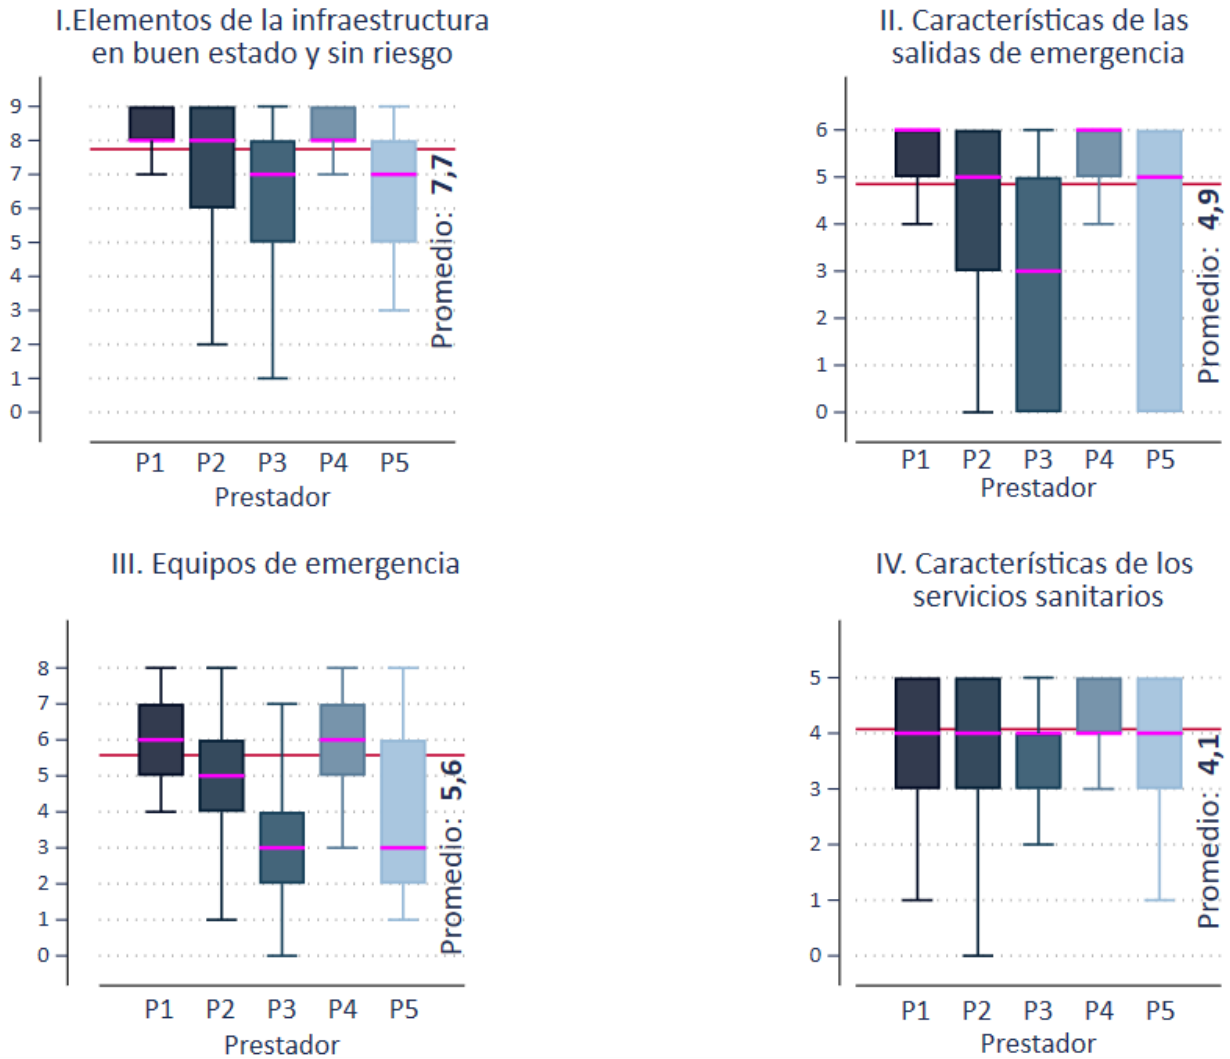 I.Elementos de la infraestructura
en buen estado y sin riesgo
9
8
7
6
5
4
3
2
1
0
Promedio: 7,7
P1 P2 P3 P4 P5
Prestador
II. Características de las
salidas de emergencia
6
5
4
3
2
1
0
Promedio: 4,9
P1 P2 P3 P4 P5
Prestador
III. Equipos de emergencia
8
7
6
5
4
3
2
1
0
Promedio: 5,6
P1 P2 P3 P4 P5
Prestador
IV. Características de los
servicios sanitarios
5
4
3
2
1
0
Promedio: 4,1
P1 P2 P3 P4 P5
Prestador